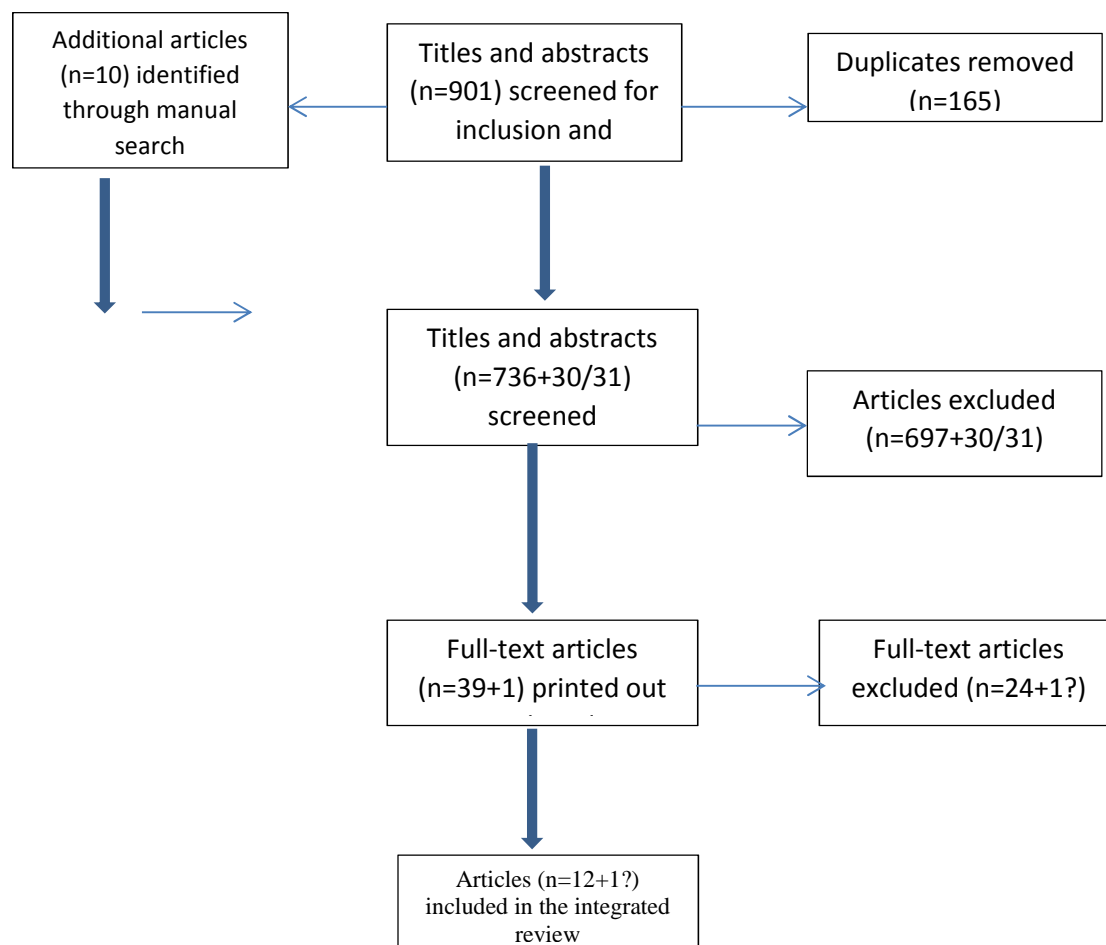 Additional articles
(n=10) identified
through manual
search
Titles and abstracts
(n=901) screened for
inclusion and
Duplicates removed
(n=165)
Titles and abstracts
(n=736+30/31)
screened
Articles excluded
(n=697+30/31)
Full-text articles
(n=39+1) printed out
Full-text articles
excluded (n=24+1?)
Articles (n=12+1?)
included in the integrated
review